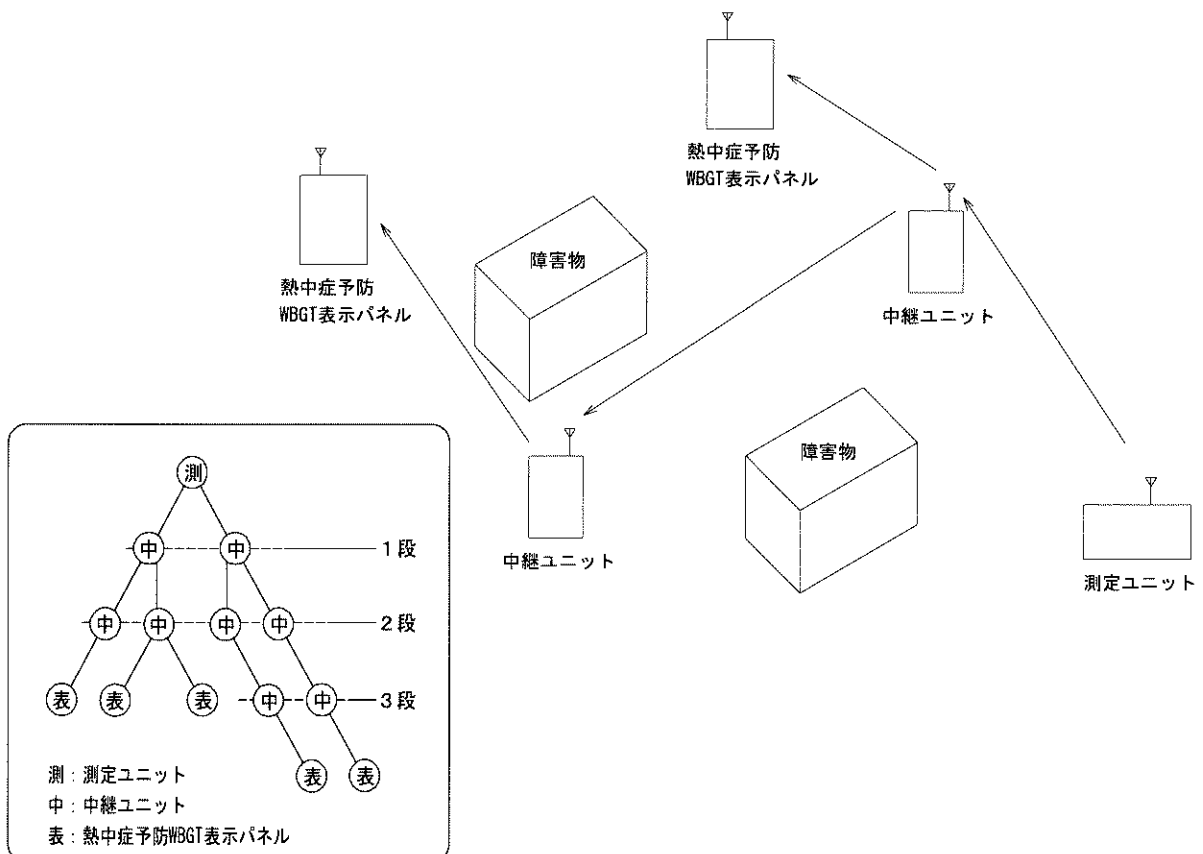 熱中症予防
WBGT表示パネル
熱中症予防
WBGT表示パネル
障害物
中継ユニット
障害物
中継ユニット
測定ユニット
測
中 中 1段
中 中 中 中 2段
表 表 表 中 中 3段
表 表
測：測定ユニット
中：中継ユニット
表：熱中症予防WBGT表示パネル